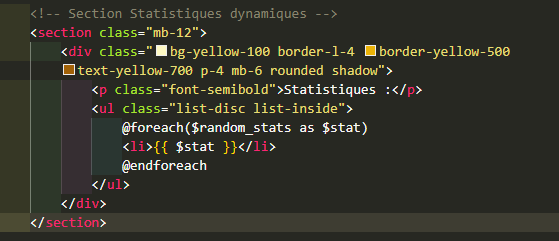 <!-- Section Statistiques dynamiques -->
<section class="mb-12">
<div class="bg-yellow-100 border-l-4 border-yellow-500
text-yellow-700 p-4 mb-6 rounded shadow">
<p class="font-semibold">Statistiques :</p>
<ul class="list-disc list-inside">
@foreach($random_stats as $stat)
<li>{{ $stat }}</li>
@endforeach
</ul>
</div>
</section>